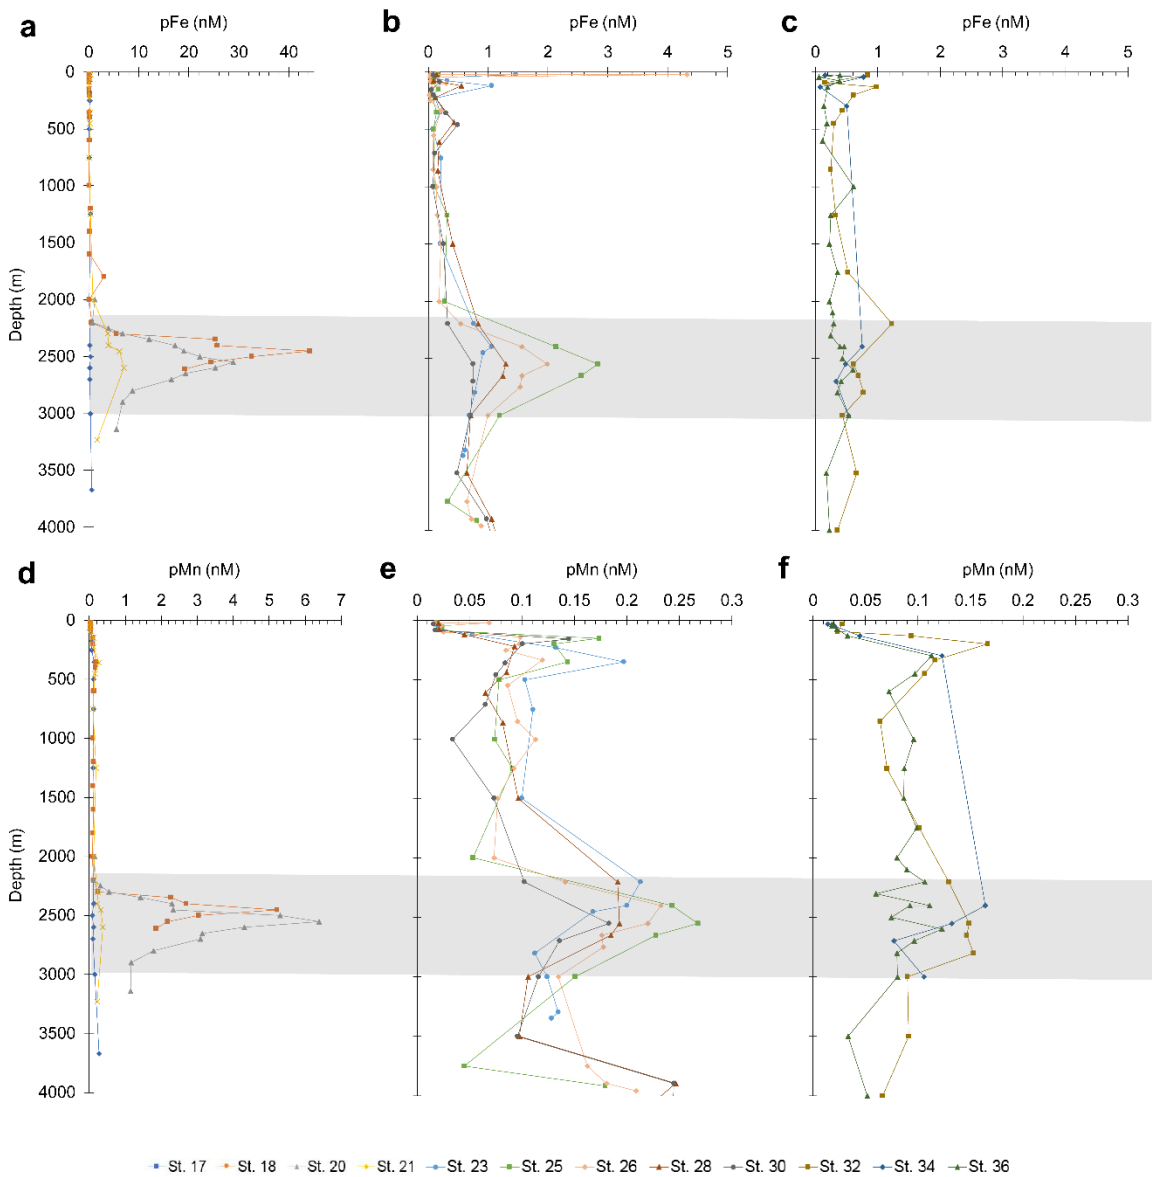 a pFe (nM) b pFe (nM) c pFe (nM)
0 10 20 30 40 0 1 2 3 4 5 0 1 2 3 4 5
0
500
1000
1500
2000
2500
3000
3500
4000
Depth (m)
d pMn (nM) e pMn (nM) f pMn (nM)
0 1 2 3 4 5 6 7 0 0.05 0.1 0.15 0.2 0.25 0.3 0 0.05 0.1 0.15 0.2 0.25 0.3
0
500
1000
1500
2000
2500
3000
3500
4000
Depth (m)
St. 17 St. 18 St. 20 St. 21 St. 23 St. 25 St. 26 St. 28 St. 30 St. 32 St. 34 St. 36